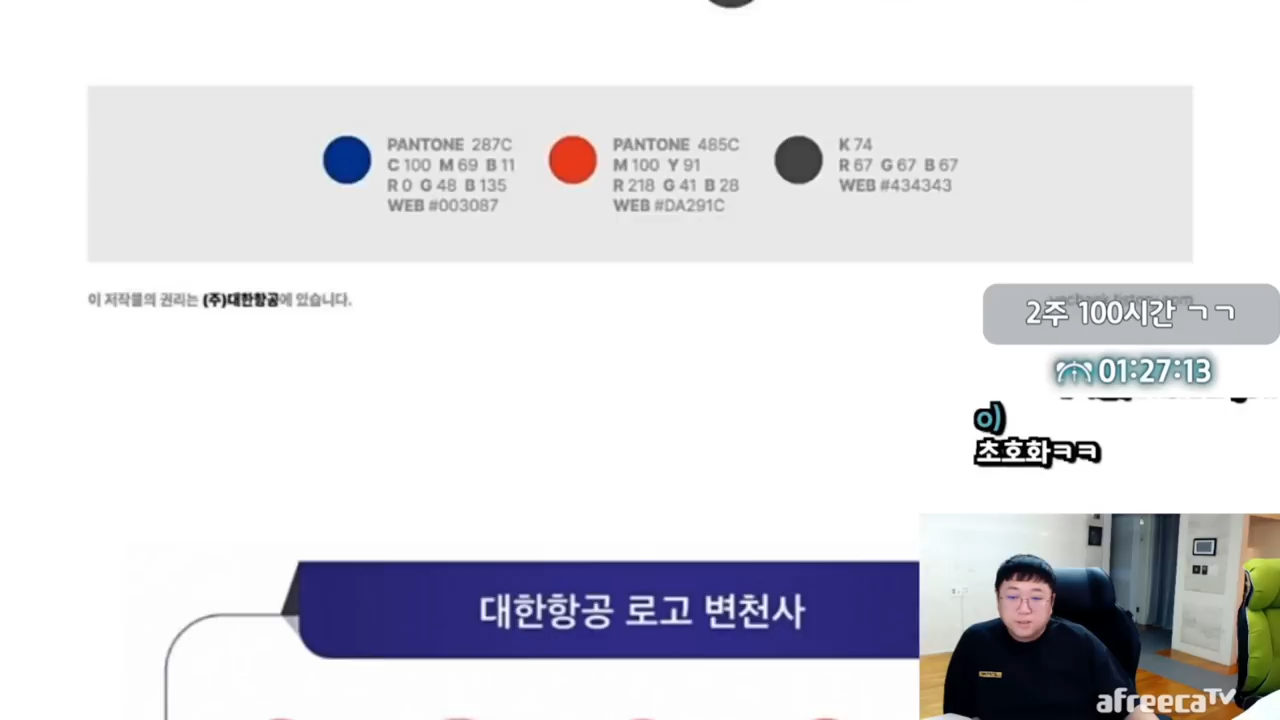 PANTONE 287C
C 100 M 69 B 11
R 0 G 48 B 135
WEB #003087
PANTONE 485C
M 100 Y 91
R 218 G 41 B 28
WEB #DA291C
K 74
R 67 G 67 B 67
WEB #434343
이 저작물의 권리는 (주)대한항공에 있습니다.
2주 100시간 ㄱㄱ
01:27:13
이)
초호화ㅋㅋ
대한항공 로고 변천사
afreecaTV